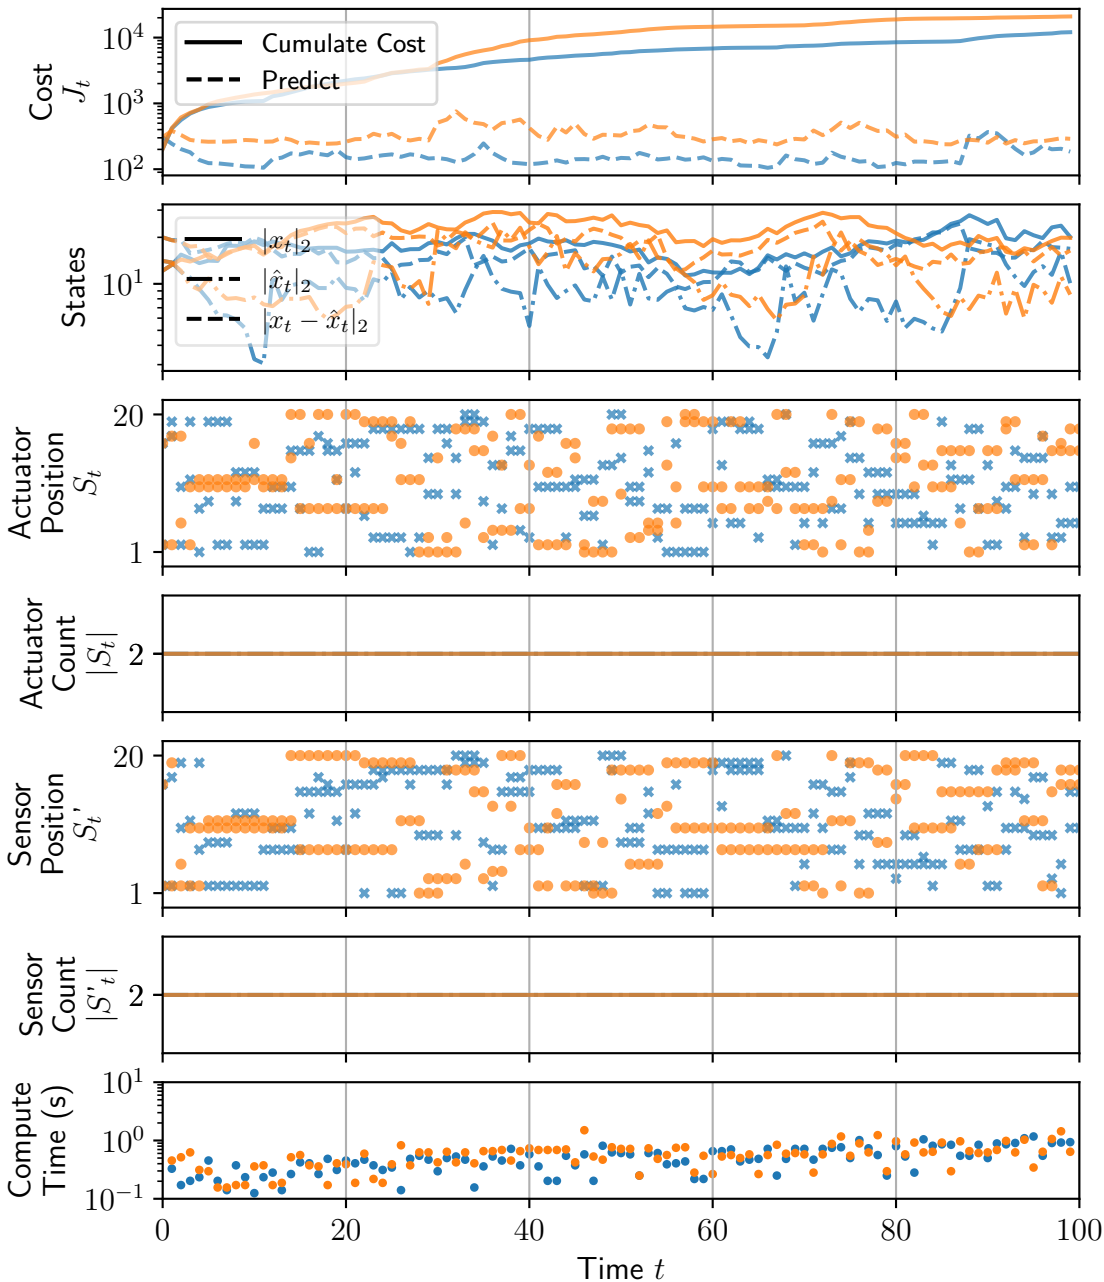 Cost
J_t
10^4
10^3
10^2
Cumulate Cost
Predict
States
10^1
|x_t|_2
|x̂_t|_2
|x_t − x̂_t|_2
Actuator
Position
S_t
20
1
Actuator
Count
|S_t|
2
Sensor
Position
S'_t
20
1
Sensor
Count
|S'_t|
2
Compute
Time (s)
10^1
10^0
10^−1
0 20 40 60 80 100
Time t